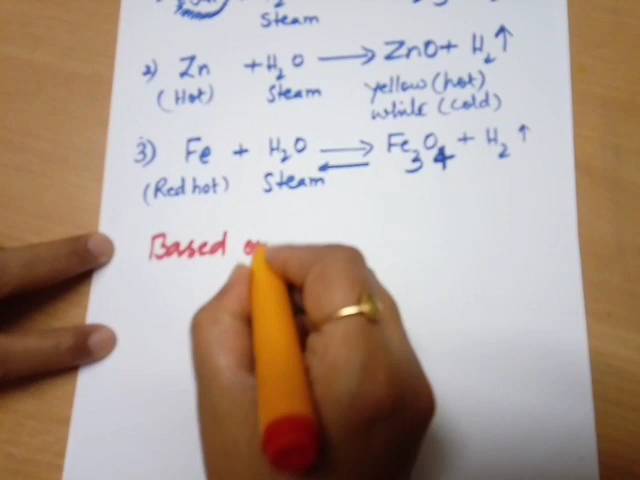 Steam
2) Zn + H₂O ⟶ ZnO + H₂↑
(Hot) Steam yellow (hot)
white (cold)
3) Fe + H₂O ⇌ Fe₃O₄ + H₂↑
(Red hot) Steam
Based on